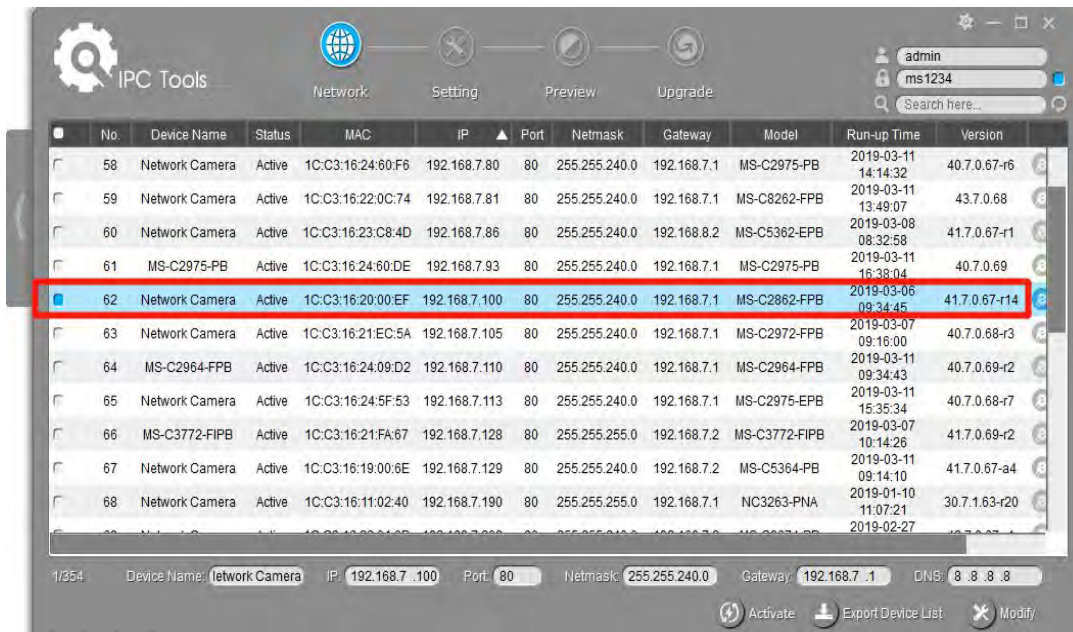 IPC Tools
Network Setting Preview Upgrade
admin
ms1234
Search here...
No. Device Name Status MAC IP Port Netmask Gateway Model Run-up Time Version
58 Network Camera Active 1C:C3:16:24:60:F6 192.168.7.80 80 255.255.240.0 192.168.7.1 MS-C2975-PB 2019-03-11 14:14:32 40.7.0.67-r6
59 Network Camera Active 1C:C3:16:22:0C:74 192.168.7.81 80 255.255.240.0 192.168.7.1 MS-C8262-FPB 2019-03-11 13:49:07 43.7.0.68
60 Network Camera Active 1C:C3:16:23:C8:4D 192.168.7.86 80 255.255.240.0 192.168.8.2 MS-C5362-EPB 2019-03-08 08:32:58 41.7.0.67-r1
61 MS-C2975-PB Active 1C:C3:16:24:60:DE 192.168.7.93 80 255.255.240.0 192.168.7.1 MS-C2975-PB 2019-03-11 16:38:04 40.7.0.69
62 Network Camera Active 1C:C3:16:20:00:EF 192.168.7.100 80 255.255.240.0 192.168.7.1 MS-C2862-FPB 2019-03-06 09:34:45 41.7.0.67-r14
63 Network Camera Active 1C:C3:16:21:EC:5A 192.168.7.105 80 255.255.240.0 192.168.7.1 MS-C2972-FPB 2019-03-07 09:16:00 40.7.0.68-r3
64 MS-C2964-FPB Active 1C:C3:16:24:09:D2 192.168.7.110 80 255.255.240.0 192.168.7.1 MS-C2964-FPB 2019-03-11 09:34:43 40.7.0.69-r2
65 Network Camera Active 1C:C3:16:24:5F:53 192.168.7.113 80 255.255.240.0 192.168.7.1 MS-C2975-EPB 2019-03-11 15:35:34 40.7.0.68-r7
66 MS-C3772-FIPB Active 1C:C3:16:21:FA:67 192.168.7.128 80 255.255.255.0 192.168.7.2 MS-C3772-FIPB 2019-03-07 10:14:26 41.7.0.69-r2
67 Network Camera Active 1C:C3:16:19:00:6E 192.168.7.129 80 255.255.240.0 192.168.7.2 MS-C5364-PB 2019-03-11 09:14:10 41.7.0.67-a4
68 Network Camera Active 1C:C3:16:11:02:40 192.168.7.190 80 255.255.255.0 192.168.7.1 NC3263-PNA 2019-01-10 11:07:21 30.7.1.63-r20
2019-02-27
1/354 Device Name: letwork Camera IP: 192.168.7 .100 Port: 80 Netmask: 255.255.240.0 Gateway: 192.168.7 .1 DNS: 8 .8 .8 .8
Activate Export Device List Modify